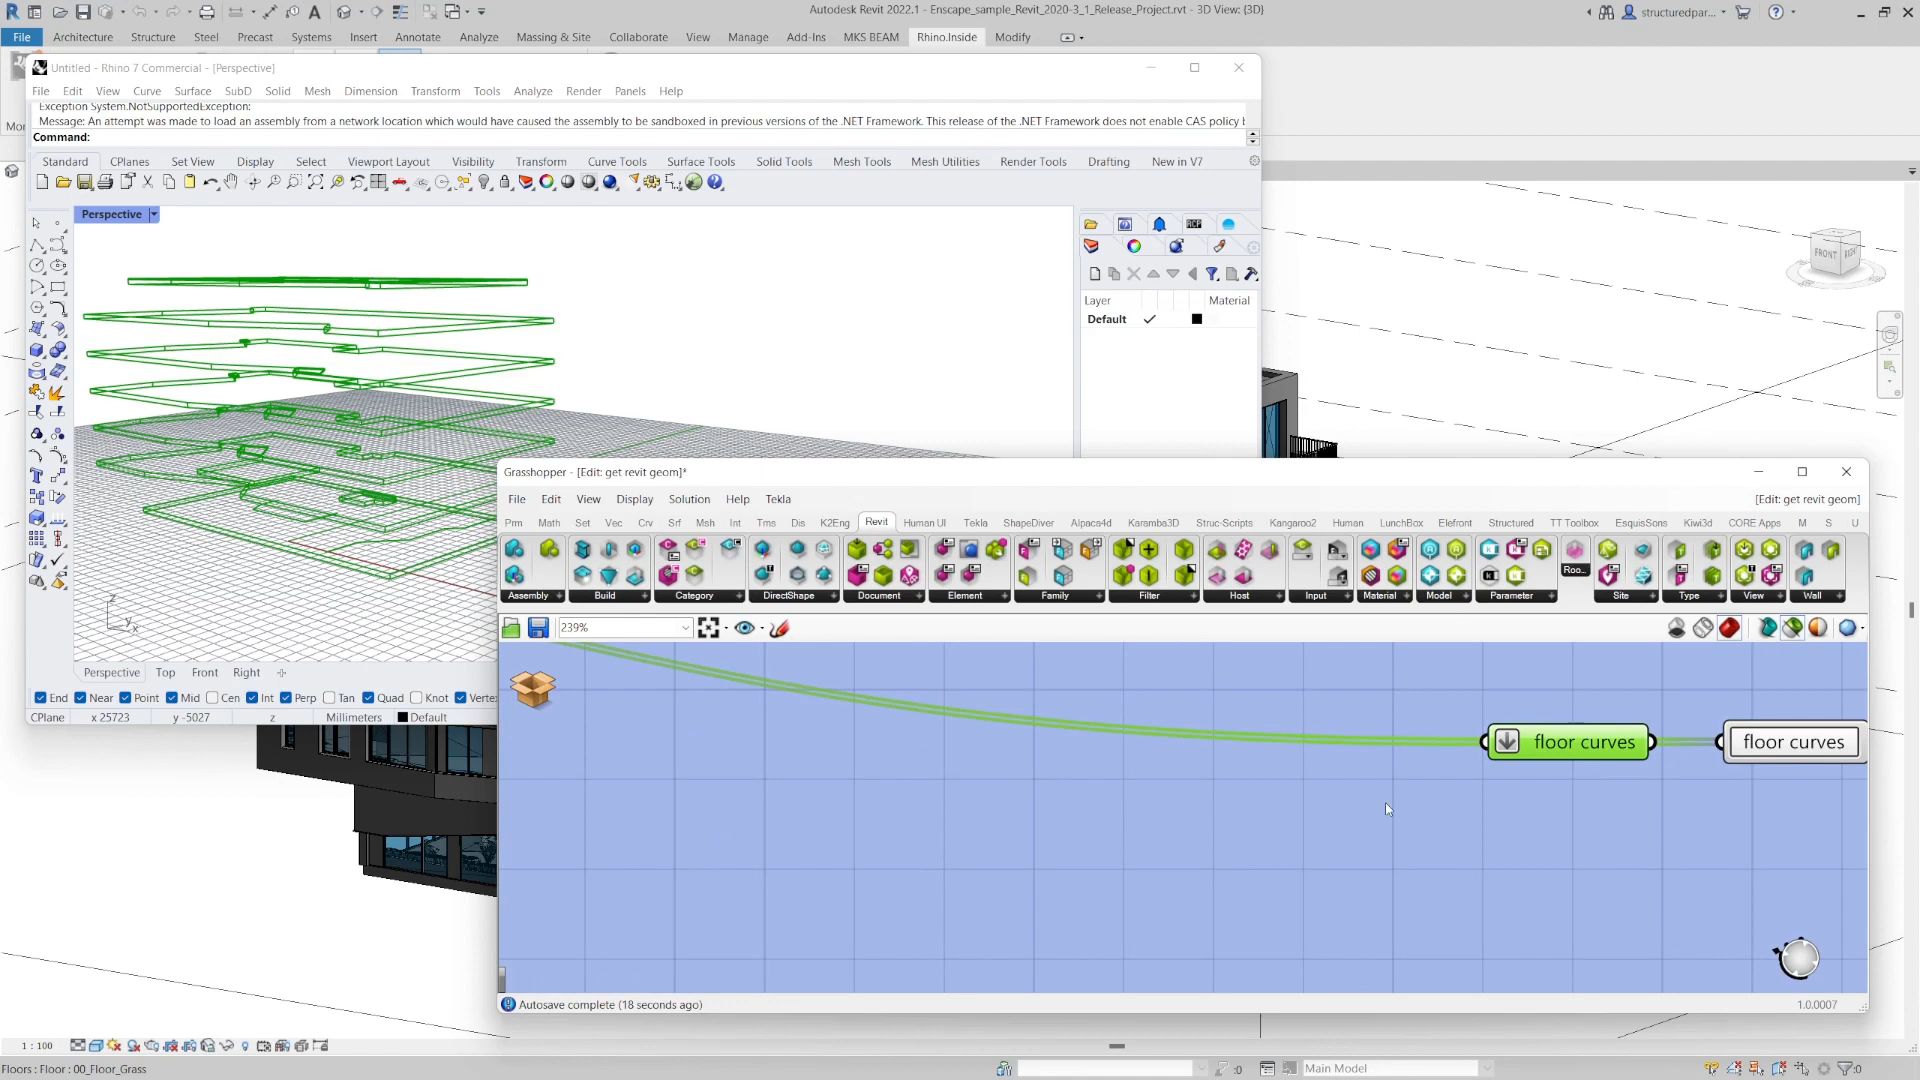 Autodesk Revit 2022.1 - Enscape_sample_Revit_2020-3_1_Release_Project.rvt - 3D View: {3D}
structuredpar...
File Architecture Structure Steel Precast Systems Insert Annotate Analyze Massing & Site Collaborate View Manage Add-Ins MKS BEAM Rhino.Inside Modify
Untitled - Rhino 7 Commercial - [Perspective]
File Edit View Curve Surface SubD Solid Mesh Dimension Transform Tools Analyze Render Panels Help
Exception System.NotSupportedException:
Message: An attempt was made to load an assembly from a network location which would have caused the assembly to be sandboxed in previous versions of the .NET Framework. This release of the .NET Framework does not enable CAS policy
Command:
Standard CPlanes Set View Display Select Viewport Layout Visibility Transform Curve Tools Surface Tools Solid Tools Mesh Tools Mesh Utilities Render Tools Drafting New in V7
Perspective
RCP
Layer Material
Default
FRONT RIGHT
z
y
x
Perspective Top Front Right
End Near Point Mid Cen Int Perp Tan Quad Knot Vertex
CPlane x 25723 y -5027 z Millimeters Default
Grasshopper - [Edit: get revit geom]*
File Edit View Display Solution Help Tekla [Edit: get revit geom]
Prm Math Set Vec Crv Srf Msh Int Tms Dis K2Eng Revit Human UI Tekla ShapeDiver Alpaca4d Karamba3D Struc-Scripts Kangaroo2 Human LunchBox Elefront Structured TT Toolbox EsquisSons Kiwi3d CORE Apps M S U
Roo...
Assembly Build Category DirectShape Document Element Family Filter Host Input Material Model Parameter Site Type View Wall
239%
floor curves floor curves
Autosave complete (18 seconds ago) 1.0.0007
1 : 100
Floors : Floor : 00_Floor_Grass :0 Main Model :0